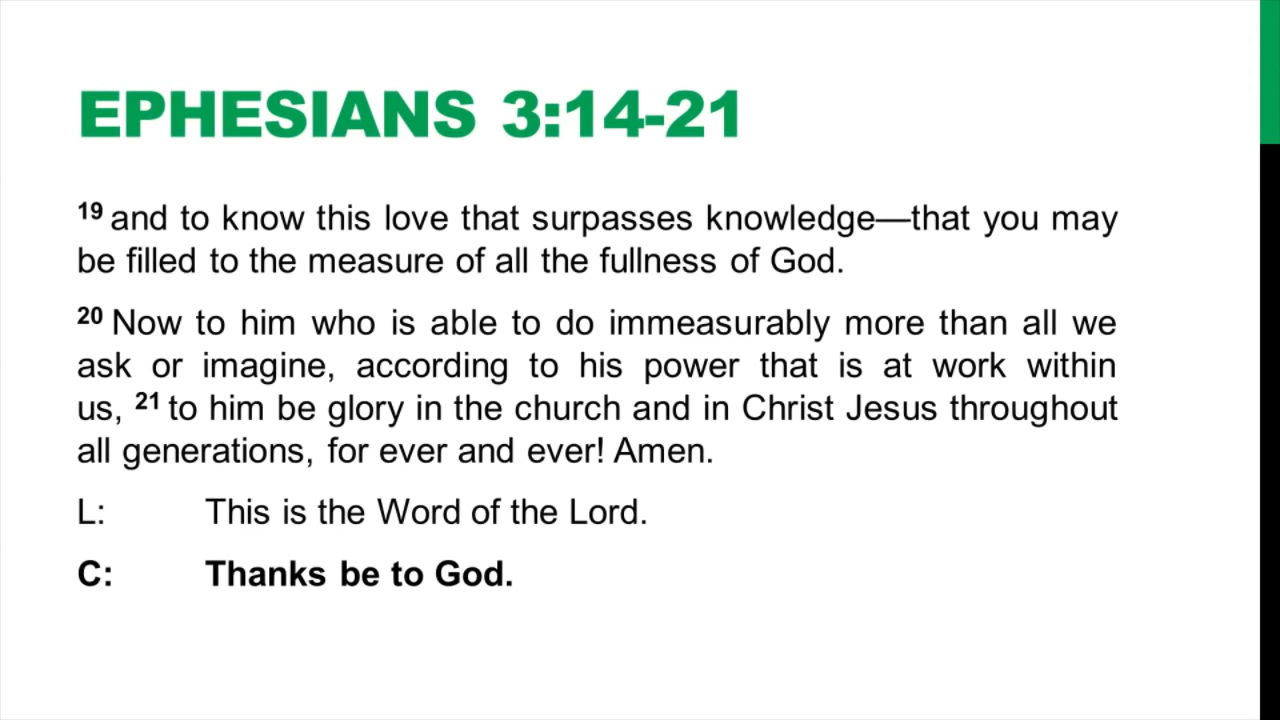 EPHESIANS 3:14-21
19 and to know this love that surpasses knowledge—that you may
be filled to the measure of all the fullness of God.
20 Now to him who is able to do immeasurably more than all we
ask or imagine, according to his power that is at work within
us, 21 to him be glory in the church and in Christ Jesus throughout
all generations, for ever and ever! Amen.
L: This is the Word of the Lord.
C: Thanks be to God.